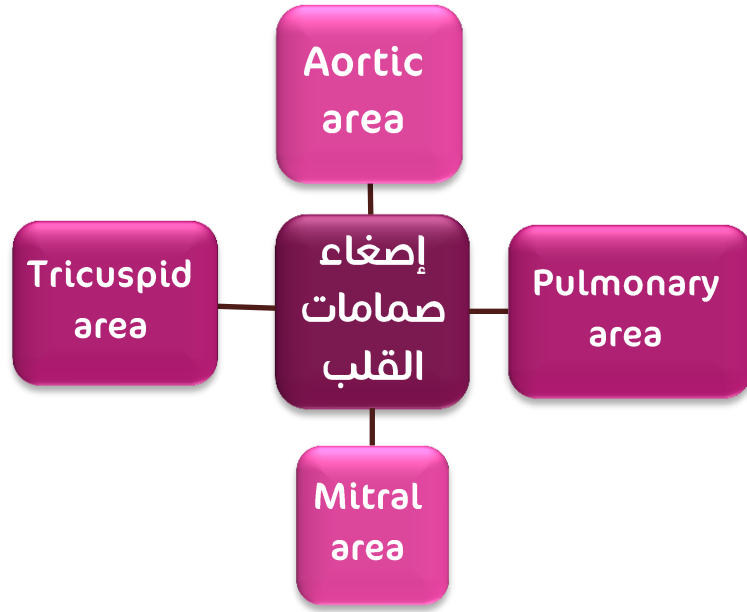 Aortic
area
Tricuspid
area
إصغاء
صمامات
القلب
Pulmonary
area
Mitral
area